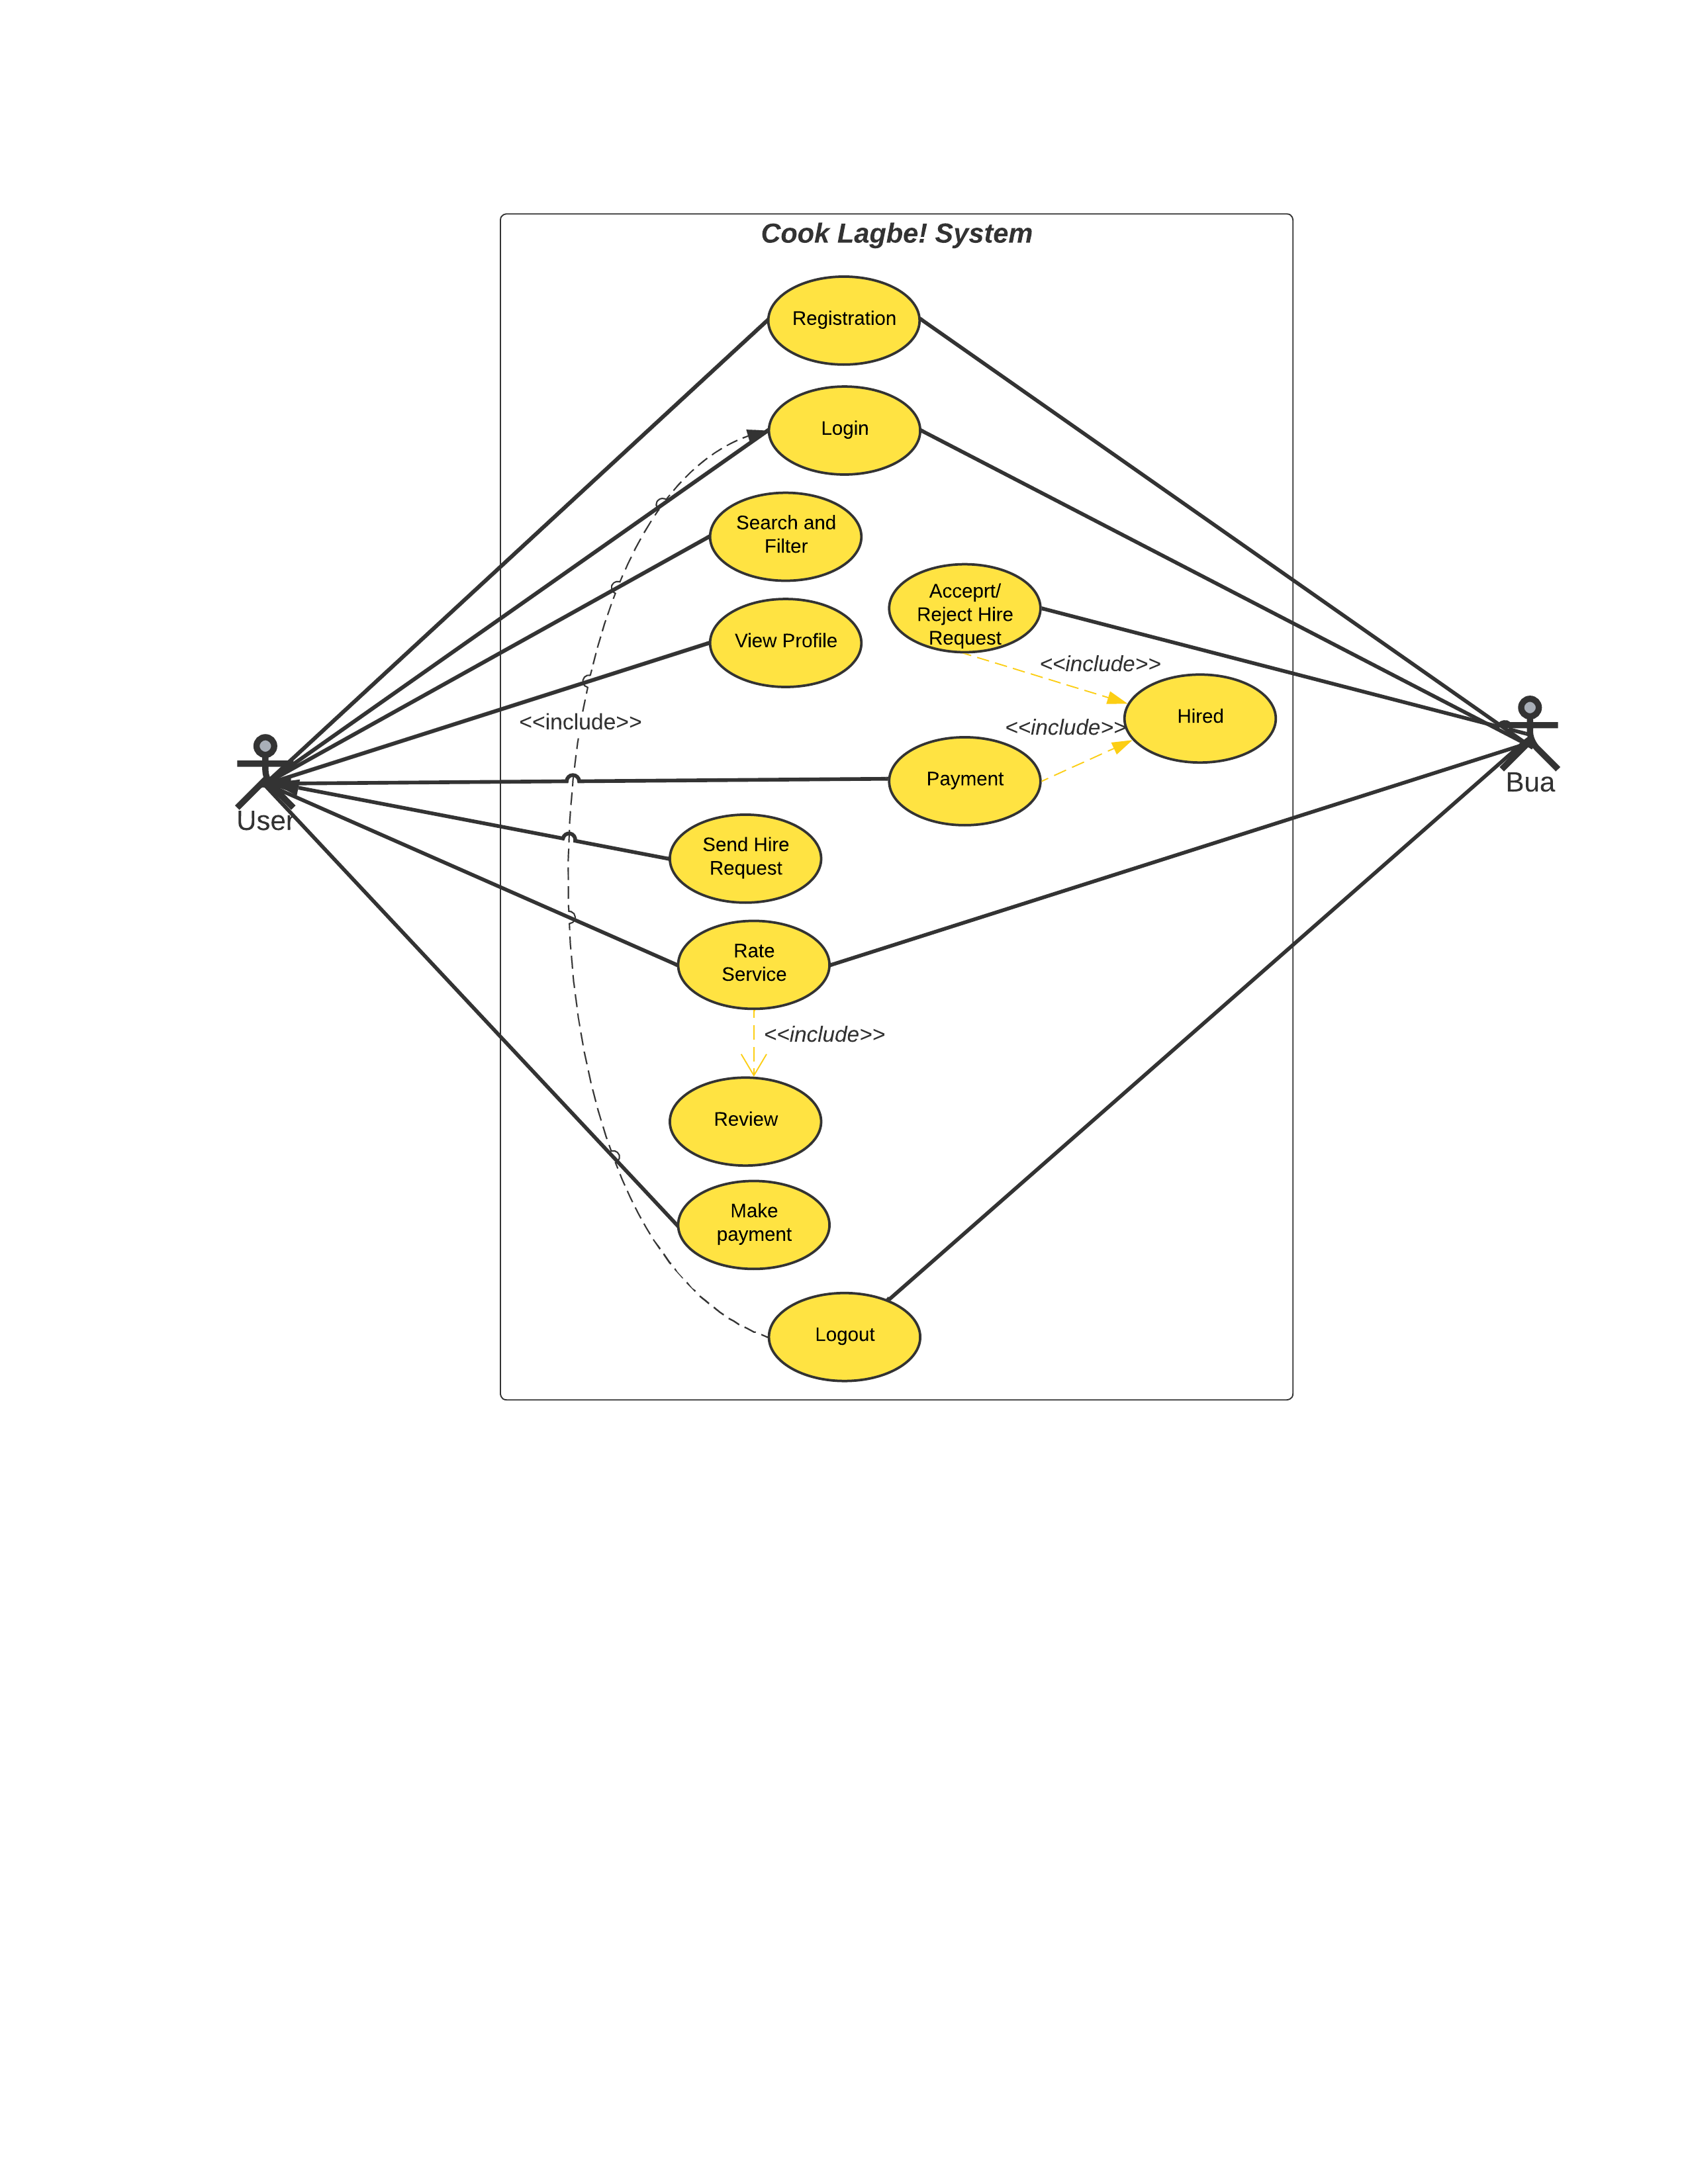 Cook Lagbe! System
Registration
Login
Search and
Filter
Acceprt/
Reject Hire
Request
View Profile
<<include>>
Hired
<<include>>
<<include>>
Payment
User
Bua
Send Hire
Request
Rate
Service
<<include>>
Review
Make
payment
Logout